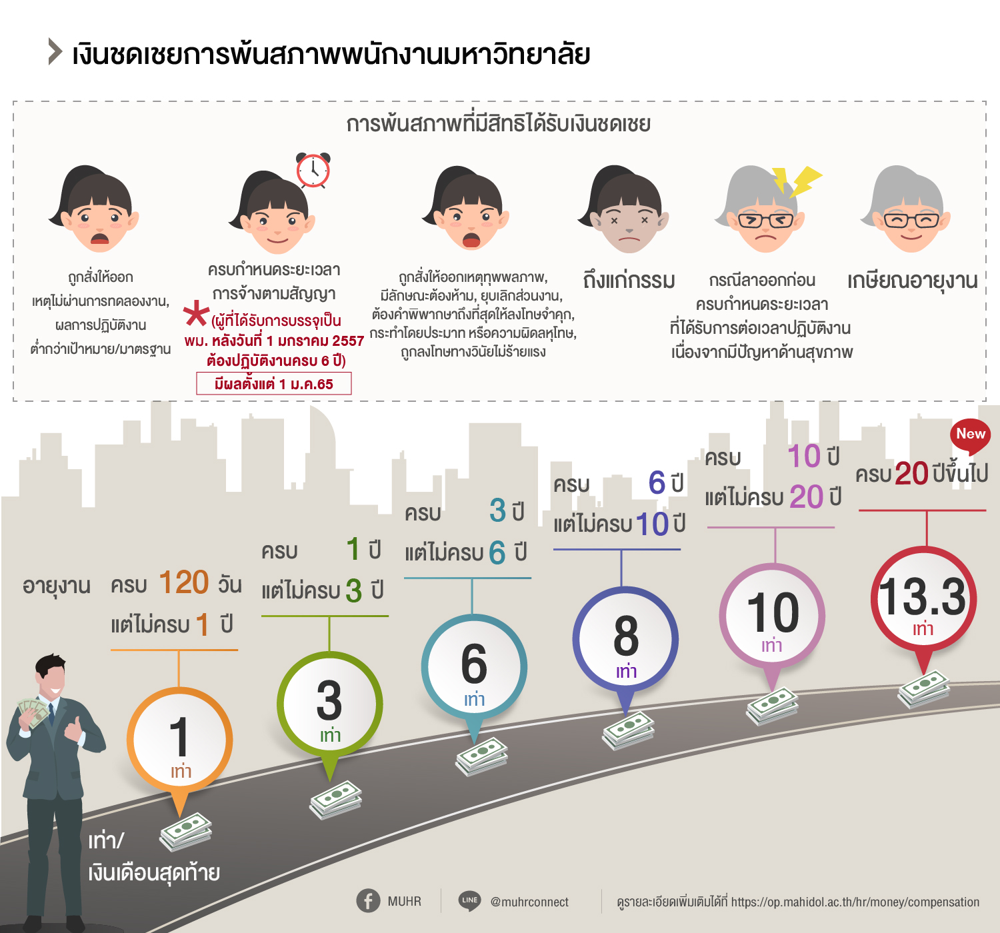 เงินชดเชยการพ้นสภาพพนักงานมหาวิทยาลัย
การพ้นสภาพที่มีสิทธิได้รับเงินชดเชย
ถูกสั่งให้ออก
เหตุไม่ผ่านการทดลองงาน,
ผลการปฏิบัติงาน
ต่ำกว่าเป้าหมาย/มาตรฐาน
ครบกำหนดระยะเวลา
การจ้างตามสัญญา
* (ผู้ที่ได้รับการบรรจุเป็น
พม. หลังวันที่ 1 มกราคม 2557
ต้องปฏิบัติงานครบ 6 ปี)
มีผลตั้งแต่ 1 ม.ค.65
ถูกสั่งให้ออกเหตุทุพพลภาพ,
มีลักษณะต้องห้าม, ยุบเลิกส่วนงาน,
ต้องคำพิพากษาถึงที่สุดให้ลงโทษจำคุก,
กระทำโดยประมาท หรือความผิดลหุโทษ,
ถูกลงโทษทางวินัยไม่ร้ายแรง
ถึงแก่กรรม
กรณีลาออกก่อน
ครบกำหนดระยะเวลา
ที่ได้รับการต่อเวลาปฏิบัติงาน
เนื่องจากมีปัญหาด้านสุขภาพ
เกษียณอายุงาน
อายุงาน
ครบ 120 วัน
แต่ไม่ครบ 1 ปี
1
เท่า
ครบ 1 ปี
แต่ไม่ครบ 3 ปี
3
เท่า
ครบ 3 ปี
แต่ไม่ครบ 6 ปี
6
เท่า
ครบ 6 ปี
แต่ไม่ครบ 10 ปี
8
เท่า
ครบ 10 ปี
แต่ไม่ครบ 20 ปี
10
เท่า
New
ครบ 20 ปีขึ้นไป
13.3
เท่า
เท่า/
เงินเดือนสุดท้าย
f MUHR
LINE @muhrconnect
ดูรายละเอียดเพิ่มเติมได้ที่ https://op.mahidol.ac.th/hr/money/compensation